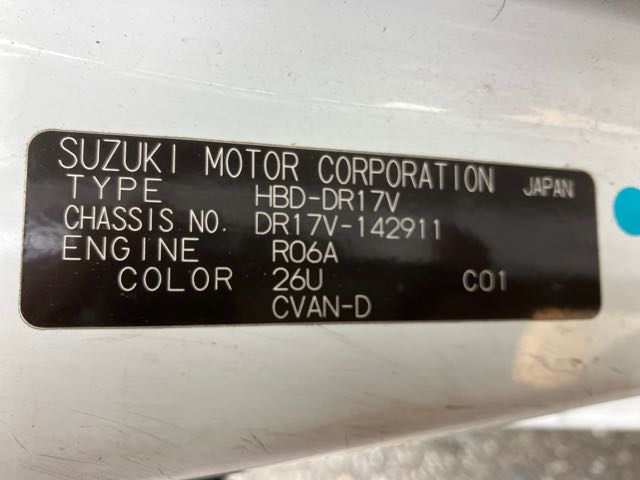 SUZUKI MOTOR CORPORATION JAPAN
TYPE HBD-DR17V
CHASSIS NO. DR17V-142911
ENGINE R06A
COLOR 26U C01
CVAN-D